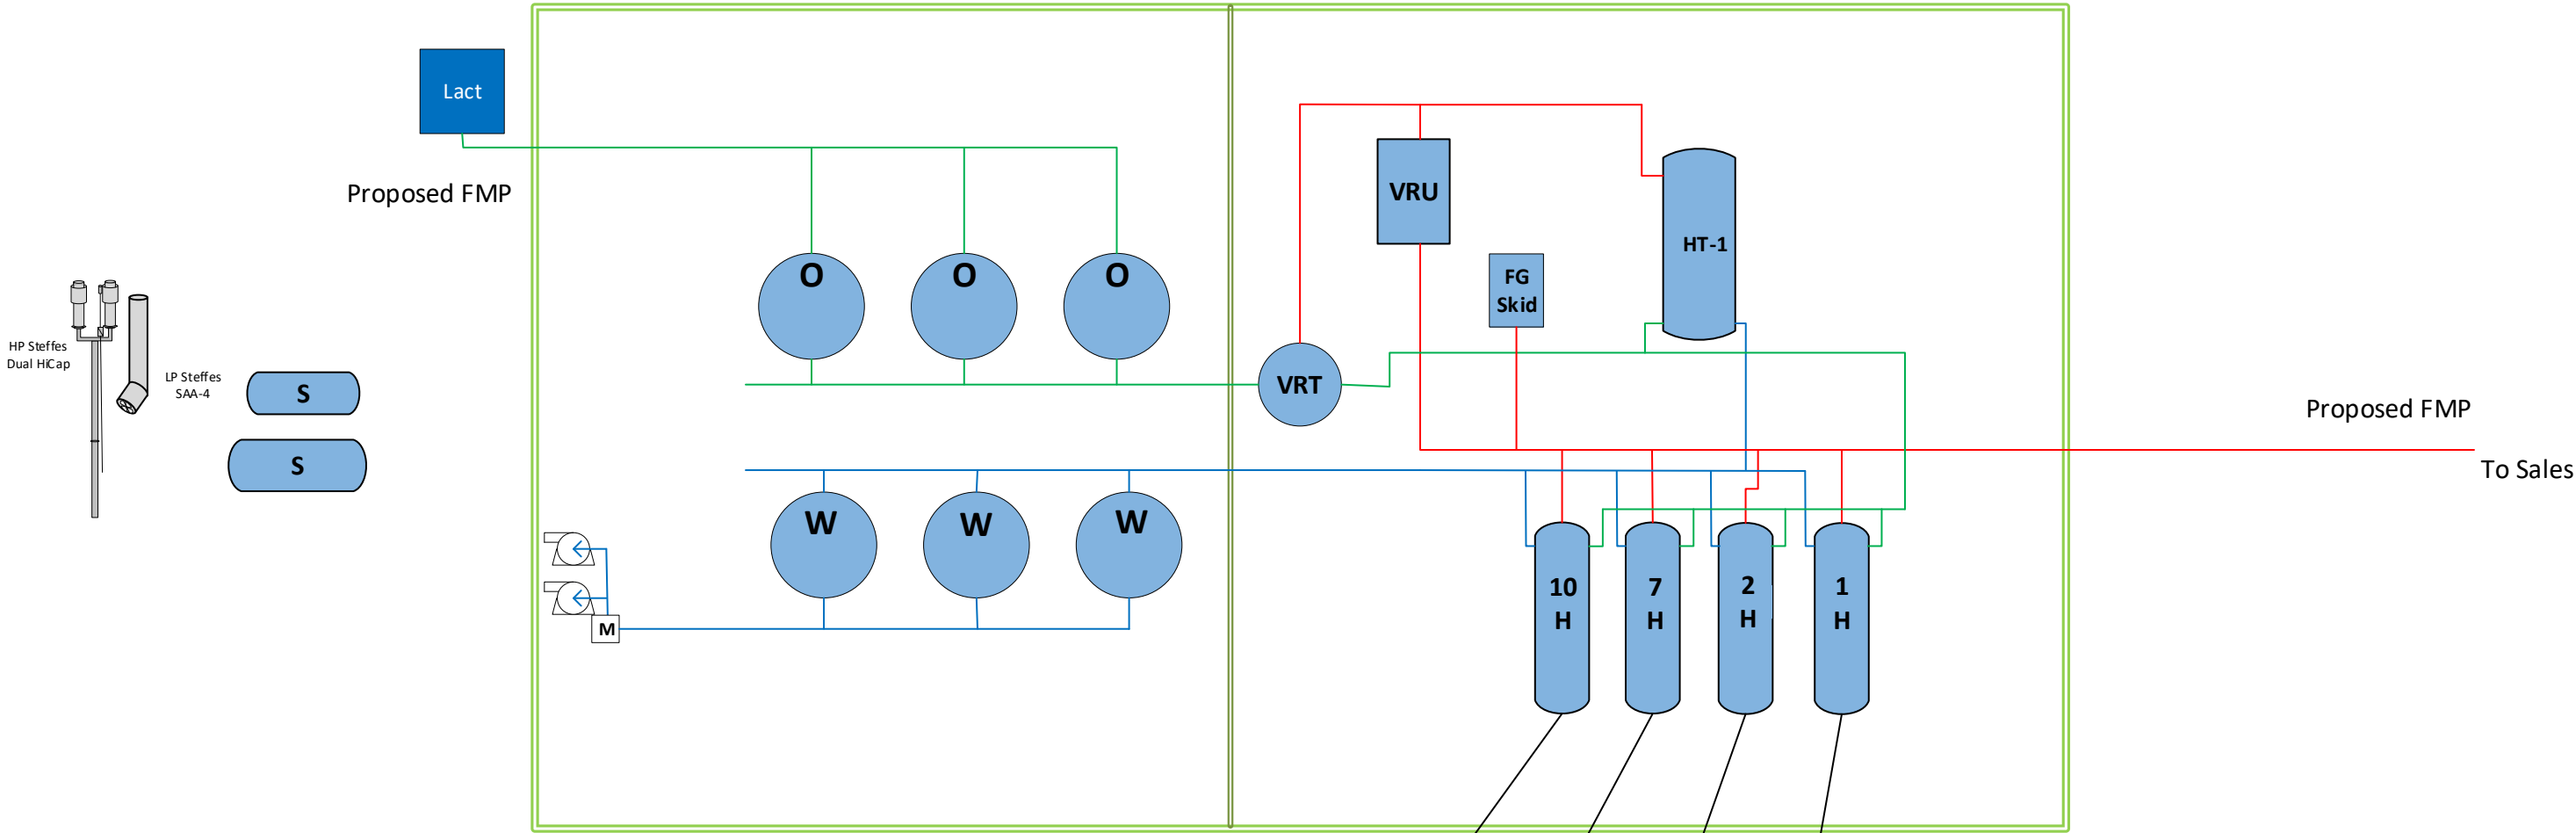 Lact
Proposed FMP
HP Steffes
Dual HiCap
LP Steffes
SAA-4
S
S
O
O
O
W
W
W
M
VRU
HT-1
FG
Skid
VRT
10
H
7
H
2
H
1
H
Proposed FMP
To Sales